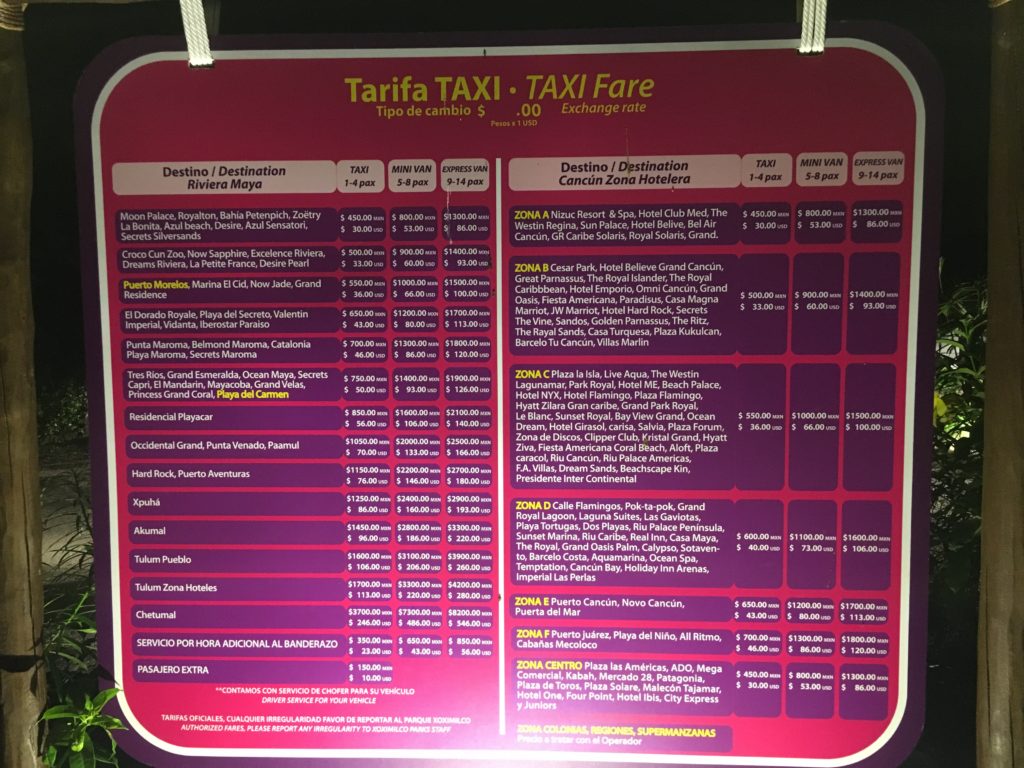 Tarifa TAXI • TAXI Fare
Tipo de cambio $ .00 Exchange rate
Pesos x 1 USD
Destino / Destination
Riviera Maya
TAXI
1-4 pax
MINI VAN
5-8 pax
EXPRESS VAN
9-14 pax
Moon Palace, Royalton, Bahía Petenpich, Zoëtry
La Bonita, Azul beach, Desire, Azul Sensatori,
Secrets Silversands
$ 450.00 MXN $ 800.00 MXN $1300.00 MXN
$ 30.00 USD $ 53.00 USD $ 86.00 USD
Croco Cun Zoo, Now Sapphire, Excelence Riviera,
Dreams Riviera, La Petite France, Desire Pearl
$ 500.00 MXN $ 900.00 MXN $1400.00 MXN
$ 33.00 USD $ 60.00 USD $ 93.00 USD
Puerto Morelos, Marina El Cid, Now Jade, Grand
Residence
$ 550.00 MXN $1000.00 MXN $1500.00 MXN
$ 36.00 USD $ 66.00 USD $ 100.00 USD
El Dorado Royale, Playa del Secreto, Valentin
Imperial, Vidanta, Iberostar Paraiso
$ 650.00 MXN $1200.00 MXN $1700.00 MXN
$ 43.00 USD $ 80.00 USD $ 113.00 USD
Punta Maroma, Belmond Maroma, Catalonia
Playa Maroma, Secrets Maroma
$ 700.00 MXN $1300.00 MXN $1800.00 MXN
$ 46.00 USD $ 86.00 USD $ 120.00 USD
Tres Ríos, Grand Esmeralda, Ocean Maya, Secrets
Capri, El Mandarin, Mayacoba, Grand Velas,
Princess Grand Coral, Playa del Carmen
$ 750.00 MXN $1400.00 MXN $1900.00 MXN
$ 50.00 USD $ 93.00 USD $ 126.00 USD
Residencial Playacar
$ 850.00 MXN $1600.00 MXN $2100.00 MXN
$ 56.00 USD $ 106.00 USD $ 140.00 USD
Occidental Grand, Punta Venado, Paamul
$1050.00 MXN $2000.00 MXN $2500.00 MXN
$ 70.00 USD $ 133.00 USD $ 166.00 USD
Hard Rock, Puerto Aventuras
$1150.00 MXN $2200.00 MXN $2700.00 MXN
$ 76.00 USD $ 146.00 USD $ 180.00 USD
Xpuhá
$1250.00 MXN $2400.00 MXN $2900.00 MXN
$ 86.00 USD $ 160.00 USD $ 193.00 USD
Akumal
$1450.00 MXN $2800.00 MXN $3300.00 MXN
$ 96.00 USD $ 186.00 USD $ 220.00 USD
Tulum Pueblo
$1600.00 MXN $3100.00 MXN $3900.00 MXN
$ 106.00 USD $ 206.00 USD $ 260.00 USD
Tulum Zona Hoteles
$1700.00 MXN $3300.00 MXN $4200.00 MXN
$ 113.00 USD $ 220.00 USD $ 280.00 USD
Chetumal
$3700.00 MXN $7300.00 MXN $8200.00 MXN
$ 246.00 USD $ 486.00 USD $ 546.00 USD
SERVICIO POR HORA ADICIONAL AL BANDERAZO
$ 350.00 MXN $ 650.00 MXN $ 850.00 MXN
$ 23.00 USD $ 43.00 USD $ 56.00 USD
PASAJERO EXTRA
$ 150.00 MXN
$ 10.00 USD
**CONTAMOS CON SERVICIO DE CHOFER PARA SU VEHÍCULO
DRIVER SERVICE FOR YOUR VEHICLE
TARIFAS OFICIALES, CUALQUIER IRREGULARIDAD FAVOR DE REPORTAR AL PARQUE XOXIMILCO
AUTHORIZED FARES, PLEASE REPORT ANY IRREGULARITY TO XOXIMILCO PARKS STAFF
Destino / Destination
Cancún Zona Hotelera
TAXI
1-4 pax
MINI VAN
5-8 pax
EXPRESS VAN
9-14 pax
ZONA A Nizuc Resort & Spa, Hotel Club Med, The
Westin Regina, Sun Palace, Hotel Belive, Bel Air
Cancún, GR Caribe Solaris, Royal Solaris, Grand.
$ 450.00 MXN $ 800.00 MXN $1300.00 MXN
$ 30.00 USD $ 53.00 USD $ 86.00 USD
ZONA B Cesar Park, Hotel Believe Grand Cancún,
Great Parnassus, The Royal Islander, The Royal
Caribbbean, Hotel Emporio, Omni Cancún, Grand
Oasis, Fiesta Americana, Paradisus, Casa Magna
Marriot, JW Marriot, Hotel Hard Rock, Secrets
The Vine, Sandos, Golden Parnassus, The Ritz,
The Rayal Sands, Casa Turquesa, Plaza Kukulcan,
Barcelo Tu Cancún, Villas Marlin
$ 500.00 MXN $ 900.00 MXN $1400.00 MXN
$ 33.00 USD $ 60.00 USD $ 93.00 USD
ZONA C Plaza la Isla, Live Aqua, The Westin
Lagunamar, Park Royal, Hotel ME, Beach Palace,
Hotel NYX, Hotel Flamingo, Plaza Flamingo,
Hyatt Zilara Gran caribe, Grand Park Royal,
Le Blanc, Sunset Royal, Bay View Grand, Ocean
Dream, Hotel Girasol, carisa, Salvia, Plaza Forum,
Zona de Discos, Clipper Club, Kristal Grand, Hyatt
Ziva, Fiesta Americana Coral Beach, Aloft, Plaza
caracol, Riu Cancún, Riu Palace Americas,
F.A. Villas, Dream Sands, Beachscape Kin,
Presidente Inter Continental
$ 550.00 MXN $1000.00 MXN $1500.00 MXN
$ 36.00 USD $ 66.00 USD $ 100.00 USD
ZONA D Calle Flamingos, Pok-ta-pok, Grand
Royal Lagoon, Laguna Suites, Las Gaviotas,
Playa Tortugas, Dos Playas, Riu Palace Península,
Sunset Marina, Riu Caribe, Real Inn, Casa Maya,
The Royal, Grand Oasis Palm, Calypso, Sotaven-
to, Barcelo Costa, Aquamarina, Ocean Spa,
Temptation, Cancún Bay, Holiday Inn Arenas,
Imperial Las Perlas
$ 600.00 MXN $1100.00 MXN $1600.00 MXN
$ 40.00 USD $ 73.00 USD $ 106.00 USD
ZONA E Puerto Cancún, Novo Cancún,
Puerta del Mar
$ 650.00 MXN $1200.00 MXN $1700.00 MXN
$ 43.00 USD $ 80.00 USD $ 113.00 USD
ZONA F Puerto juárez, Playa del Niño, All Ritmo,
Cabañas Mecoloco
$ 700.00 MXN $1300.00 MXN $1800.00 MXN
$ 46.00 USD $ 86.00 USD $ 120.00 USD
ZONA CENTRO Plaza las Américas, ADO, Mega
Comercial, Kabah, Mercado 28, Patagonia,
Plaza de Toros, Plaza Solare, Malecón Tajamar,
Hotel One, Four Point, Hotel Ibis, City Express
y Juniors
$ 450.00 MXN $ 800.00 MXN $1300.00 MXN
$ 30.00 USD $ 53.00 USD $ 86.00 USD
ZONA COLONIAS, REGIONES, SUPERMANZANAS
Precio a tratar con el Operador